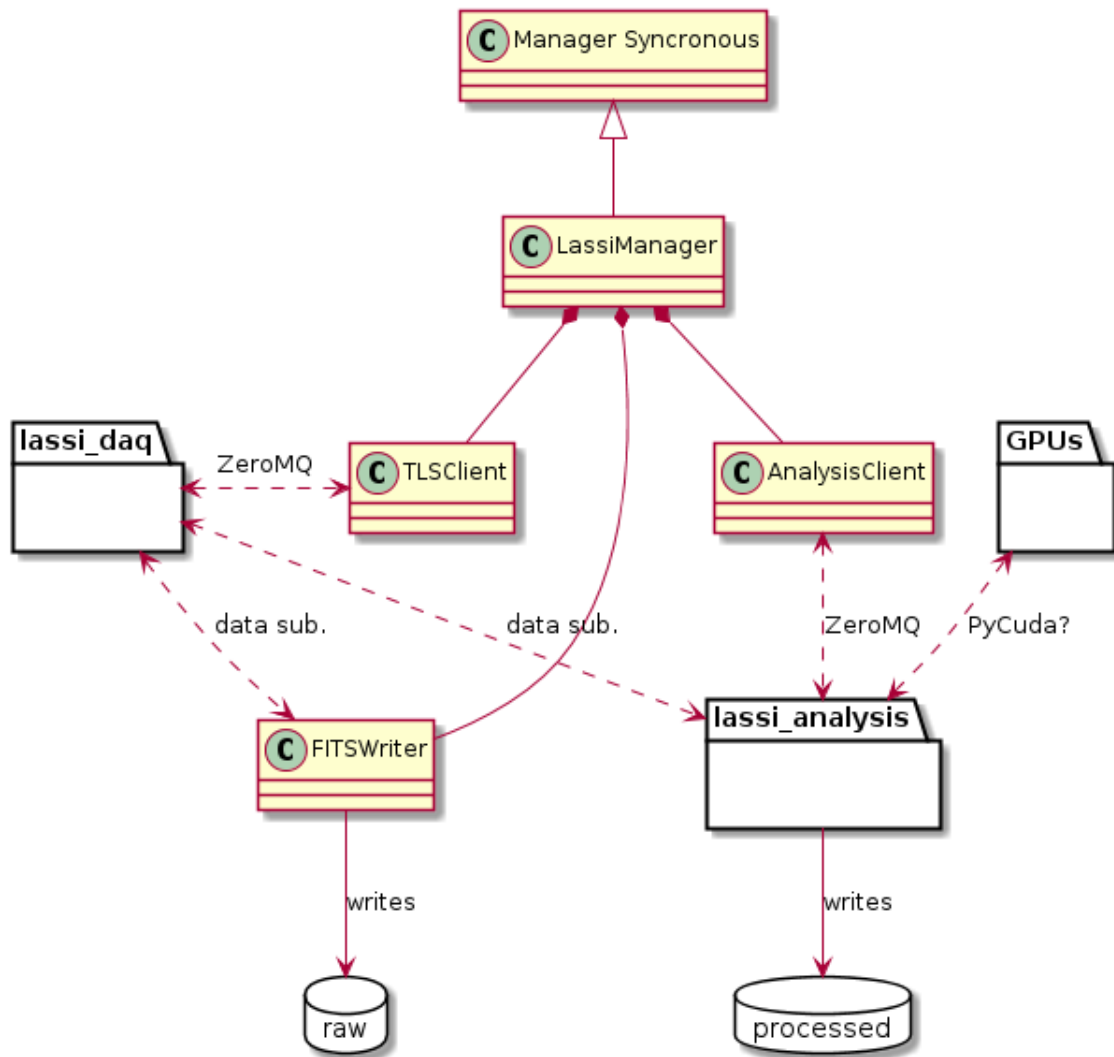 C Manager Syncronous
C LassiManager
lassi_daq
ZeroMQ
C TLSClient
C AnalysisClient
GPUs
data sub.
data sub.
ZeroMQ
PyCuda?
C FITSWriter
lassi_analysis
writes
writes
raw
processed